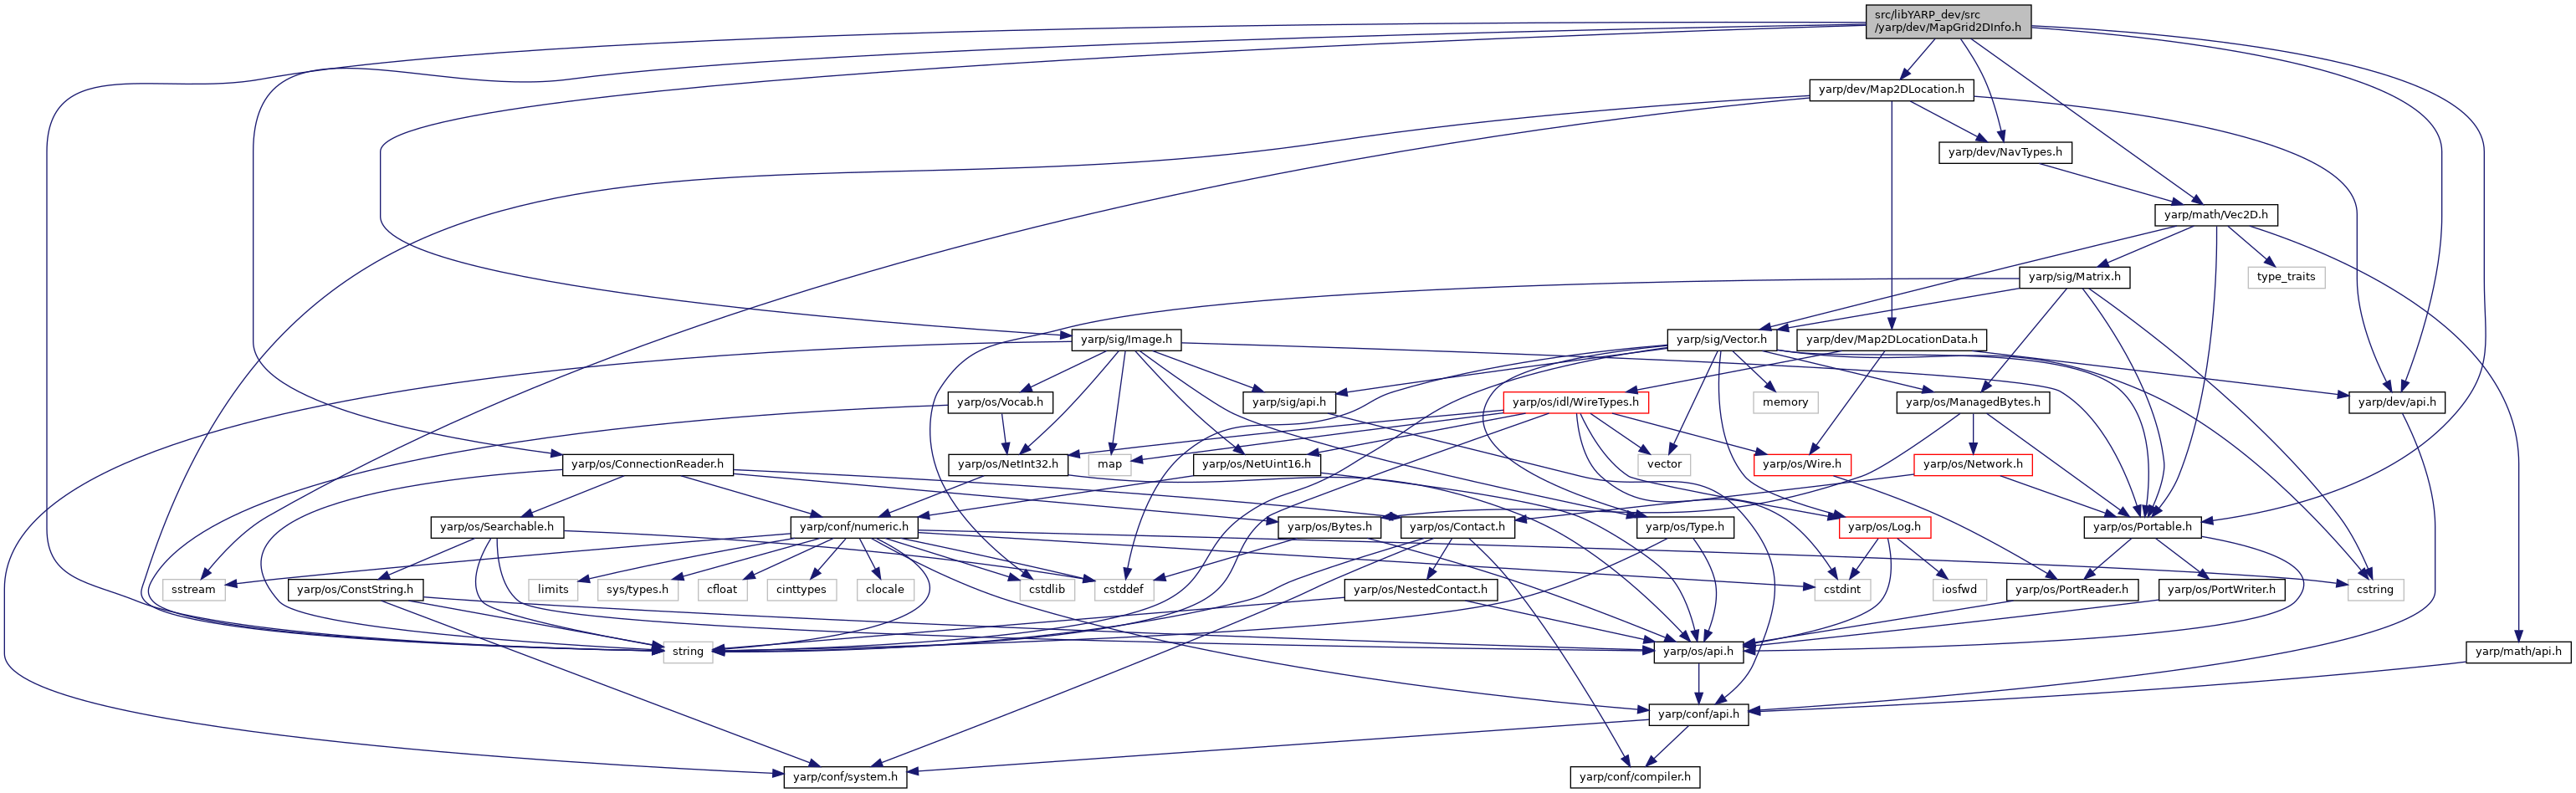 src/libYARP_dev/src
/yarp/dev/MapGrid2DInfo.h
yarp/dev/Map2DLocation.h
yarp/dev/NavTypes.h
yarp/math/Vec2D.h
yarp/sig/Matrix.h
type_traits
yarp/sig/Image.h
yarp/sig/Vector.h
yarp/dev/Map2DLocationData.h
yarp/os/Vocab.h
yarp/sig/api.h
yarp/os/idl/WireTypes.h
memory
yarp/os/ManagedBytes.h
yarp/dev/api.h
yarp/os/ConnectionReader.h
yarp/os/NetInt32.h
map
yarp/os/NetUint16.h
vector
yarp/os/Wire.h
yarp/os/Network.h
yarp/os/Searchable.h
yarp/conf/numeric.h
yarp/os/Bytes.h
yarp/os/Contact.h
yarp/os/Type.h
yarp/os/Log.h
yarp/os/Portable.h
sstream
yarp/os/ConstString.h
limits
sys/types.h
cfloat
cinttypes
clocale
cstdlib
cstddef
yarp/os/NestedContact.h
cstdint
iosfwd
yarp/os/PortReader.h
yarp/os/PortWriter.h
cstring
string
yarp/os/api.h
yarp/math/api.h
yarp/conf/api.h
yarp/conf/system.h
yarp/conf/compiler.h